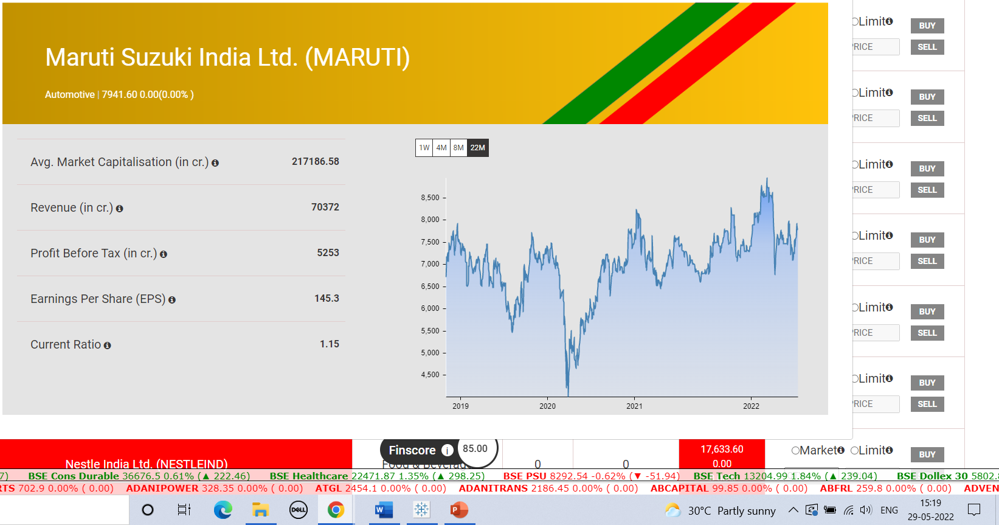 Maruti Suzuki India Ltd. (MARUTI)
Automotive | 7941.60 0.00(0.00% )
Avg. Market Capitalisation (in cr.) 217186.58
Revenue (in cr.) 70372
Profit Before Tax (in cr.) 5253
Earnings Per Share (EPS) 145.3
Current Ratio 1.15
1W 4M 8M 22M
8,500
8,000
7,500
7,000
6,500
6,000
5,500
5,000
4,500
2019 2020 2021 2022
Limit BUY
PRICE SELL
Limit BUY
PRICE SELL
Limit BUY
PRICE SELL
Limit BUY
PRICE SELL
Limit BUY
PRICE SELL
Limit BUY
PRICE SELL
Nestle India Ltd. (NESTLEIND)
Finscore i 85.00
Food & Beverag
0 0
17,633.60
0.00
Market Limit BUY
7) BSE Cons Durable 36676.5 0.61% (▲ 222.46) BSE Healthcare 22471.87 1.35% (▲ 298.25) BSE PSU 8292.54 -0.62% (▼ -51.94) BSE Tech 13204.99 1.84% (▲ 239.04) BSE Dollex 30 5802.8
RTS 702.9 0.00% ( 0.00) ADANIPOWER 328.35 0.00% ( 0.00) ATGL 2454.1 0.00% ( 0.00) ADANITRANS 2186.45 0.00% ( 0.00) ABCAPITAL 99.85 0.00% ( 0.00) ABFRL 259.8 0.00% ( 0.00) ADVEN
DELL
W
P
30°C Partly sunny
ENG
15:19
29-05-2022